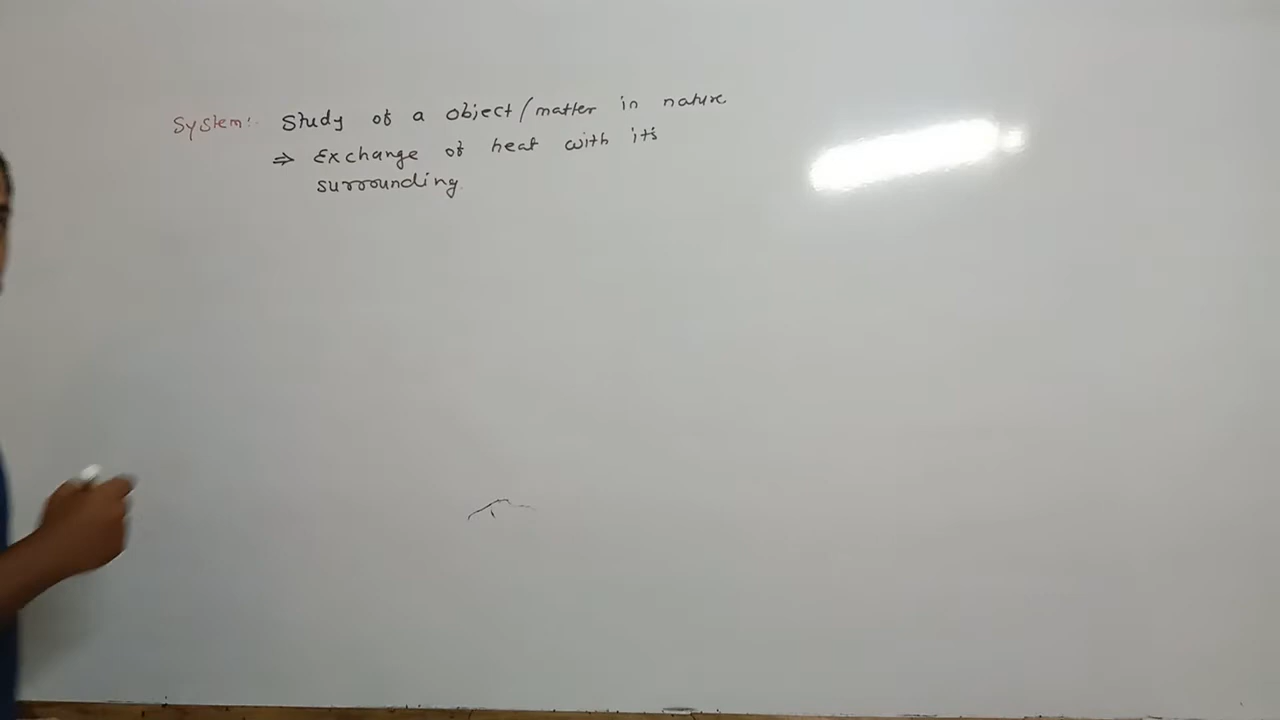 System:- Study of a object/matter in nature
⇒ Exchange of heat with its
surrounding